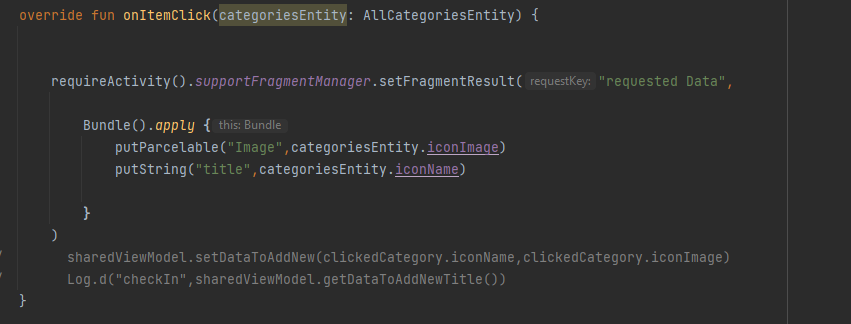 override fun onItemClick(categoriesEntity: AllCategoriesEntity) {
requireActivity().supportFragmentManager.setFragmentResult( requestKey: "requested Data",
Bundle().apply { this: Bundle
putParcelable("Image",categoriesEntity.iconImage)
putString("title",categoriesEntity.iconName)
}
)
sharedViewModel.setDataToAddNew(clickedCategory.iconName,clickedCategory.iconImage)
Log.d("checkIn",sharedViewModel.getDataToAddNewTitle())
}